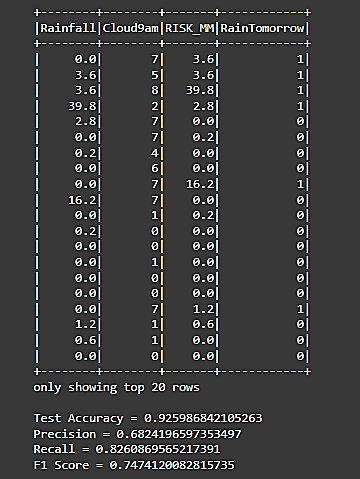 +--------+--------+-------+------------+
|Rainfall|Cloud9am|RISK_MM|RainTomorrow|
+--------+--------+-------+------------+
|     0.0|       7|    3.6|           1|
|     3.6|       5|    3.6|           1|
|     3.6|       8|   39.8|           1|
|    39.8|       2|    2.8|           1|
|     2.8|       7|    0.0|           0|
|     0.0|       7|    0.2|           0|
|     0.2|       4|    0.0|           0|
|     0.0|       6|    0.0|           0|
|     0.0|       7|   16.2|           1|
|    16.2|       7|    0.0|           0|
|     0.0|       1|    0.2|           0|
|     0.2|       0|    0.0|           0|
|     0.0|       0|    0.0|           0|
|     0.0|       1|    0.0|           0|
|     0.0|       0|    0.0|           0|
|     0.0|       0|    0.0|           0|
|     0.0|       7|    1.2|           1|
|     1.2|       1|    0.6|           0|
|     0.6|       1|    0.0|           0|
|     0.0|       0|    0.0|           0|
+--------+--------+-------+------------+
only showing top 20 rows
Test Accuracy = 0.925986842105263
Precision = 0.6824196597353497
Recall = 0.8260869565217391
F1 Score = 0.7474120082815735